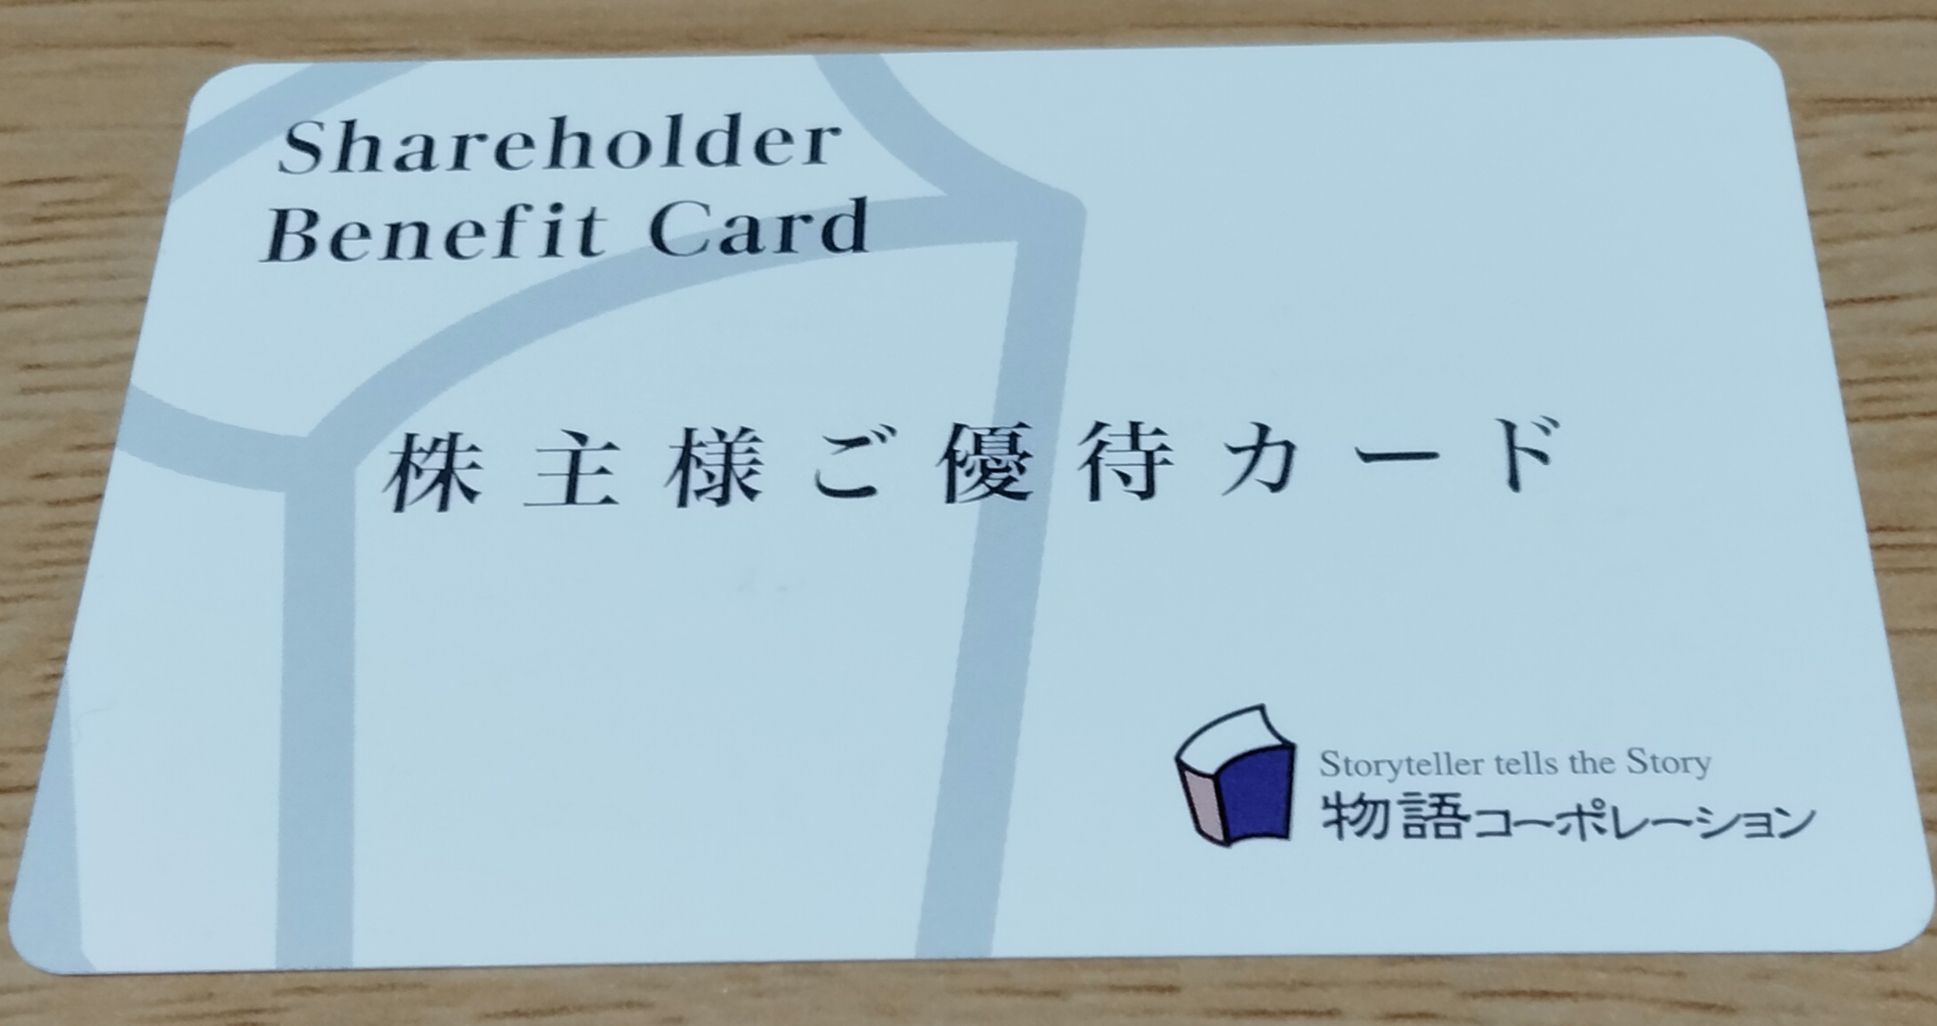 Shareholder
Benefit Card
株主様ご優待カード
Storyteller tells the Story
物語コーポレーション